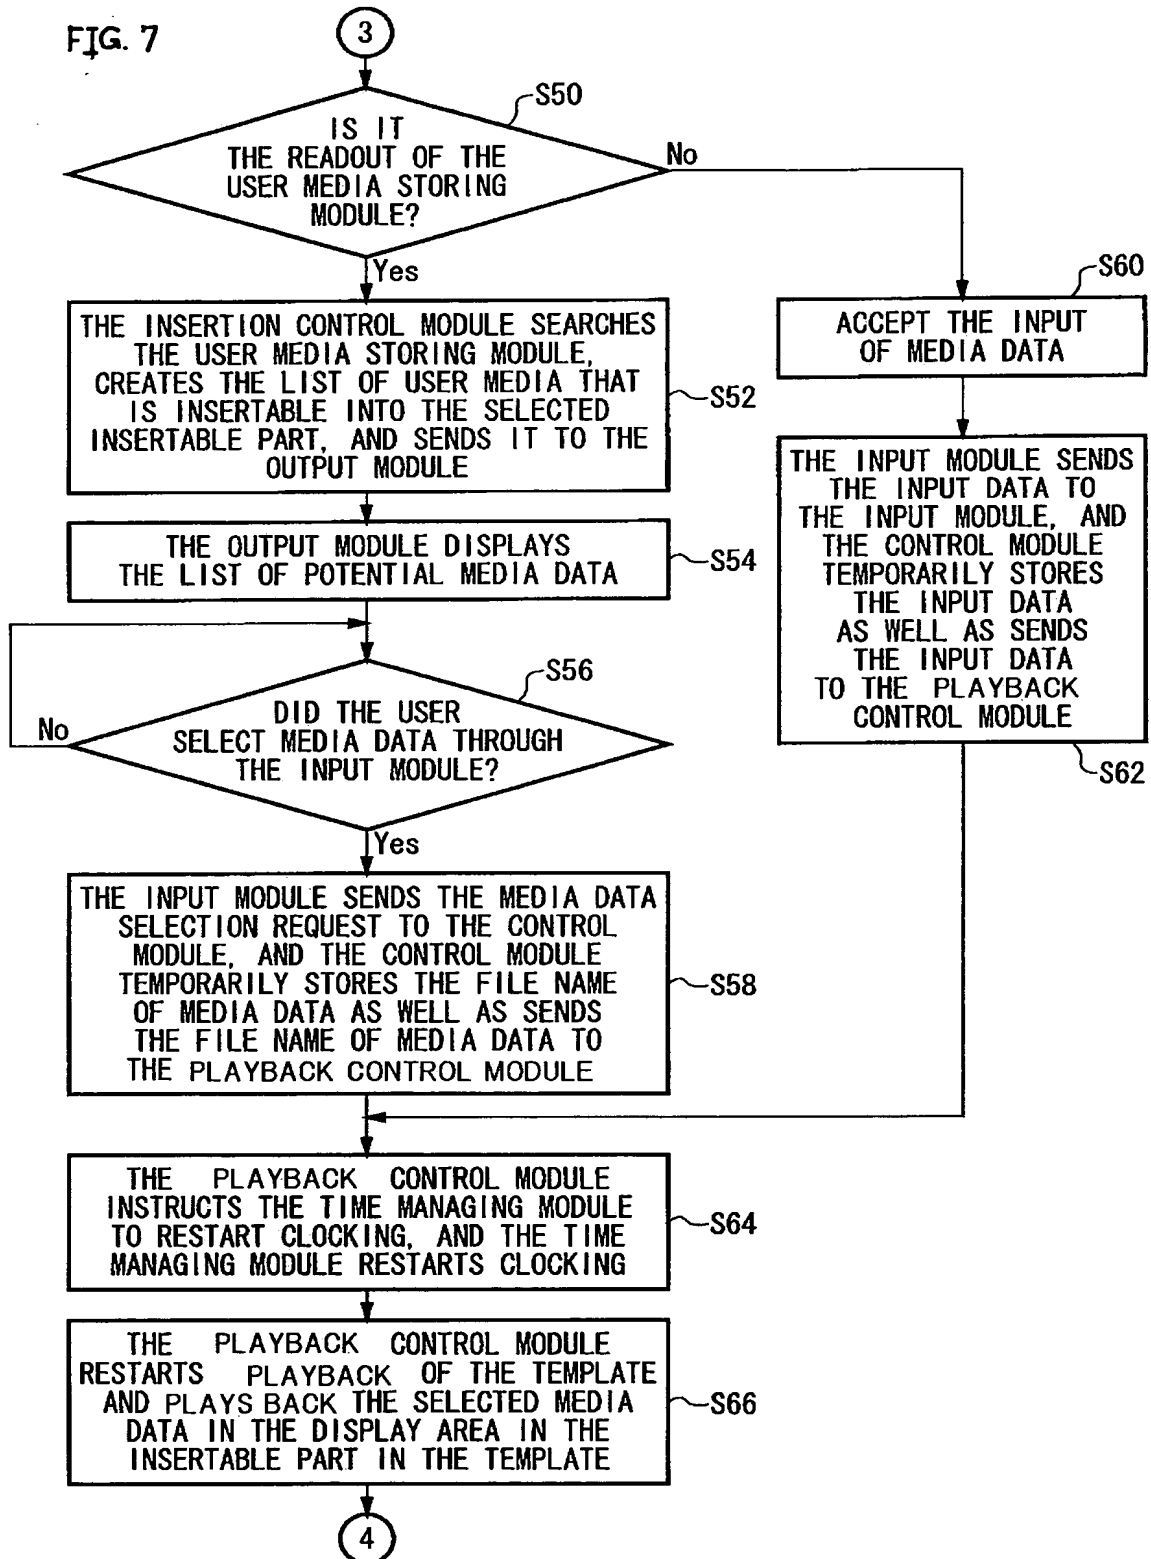 FIG. 7
3
S50
IS IT
THE READOUT OF THE
USER MEDIA STORING
MODULE?
No
Yes
S52
THE INSERTION CONTROL MODULE SEARCHES
THE USER MEDIA STORING MODULE,
CREATES THE LIST OF USER MEDIA THAT
IS INSERTABLE INTO THE SELECTED
INSERTABLE PART, AND SENDS IT TO THE
OUTPUT MODULE
THE OUTPUT MODULE DISPLAYS
THE LIST OF POTENTIAL MEDIA DATA
S54
S56
DID THE USER
SELECT MEDIA DATA THROUGH
THE INPUT MODULE?
No
Yes
THE INPUT MODULE SENDS THE MEDIA DATA
SELECTION REQUEST TO THE CONTROL
MODULE, AND THE CONTROL MODULE
TEMPORARILY STORES THE FILE NAME
OF MEDIA DATA AS WELL AS SENDS
THE FILE NAME OF MEDIA DATA TO
THE PLAYBACK CONTROL MODULE
S58
S60
ACCEPT THE INPUT
OF MEDIA DATA
THE INPUT MODULE SENDS
THE INPUT DATA TO
THE INPUT MODULE, AND
THE CONTROL MODULE
TEMPORARILY STORES
THE INPUT DATA
AS WELL AS SENDS
THE INPUT DATA
TO THE PLAYBACK
CONTROL MODULE
S62
THE PLAYBACK CONTROL MODULE
INSTRUCTS THE TIME MANAGING MODULE
TO RESTART CLOCKING, AND THE TIME
MANAGING MODULE RESTARTS CLOCKING
S64
THE PLAYBACK CONTROL MODULE
RESTARTS PLAYBACK OF THE TEMPLATE
AND PLAYS BACK THE SELECTED MEDIA
DATA IN THE DISPLAY AREA IN THE
INSERTABLE PART IN THE TEMPLATE
S66
4